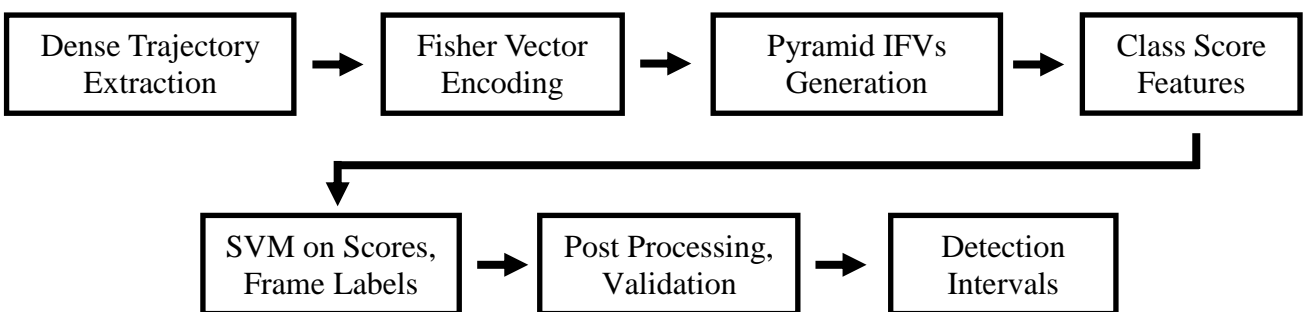 Dense Trajectory
Extraction
Fisher Vector
Encoding
Pyramid IFVs
Generation
Class Score
Features
SVM on Scores,
Frame Labels
Post Processing,
Validation
Detection
Intervals